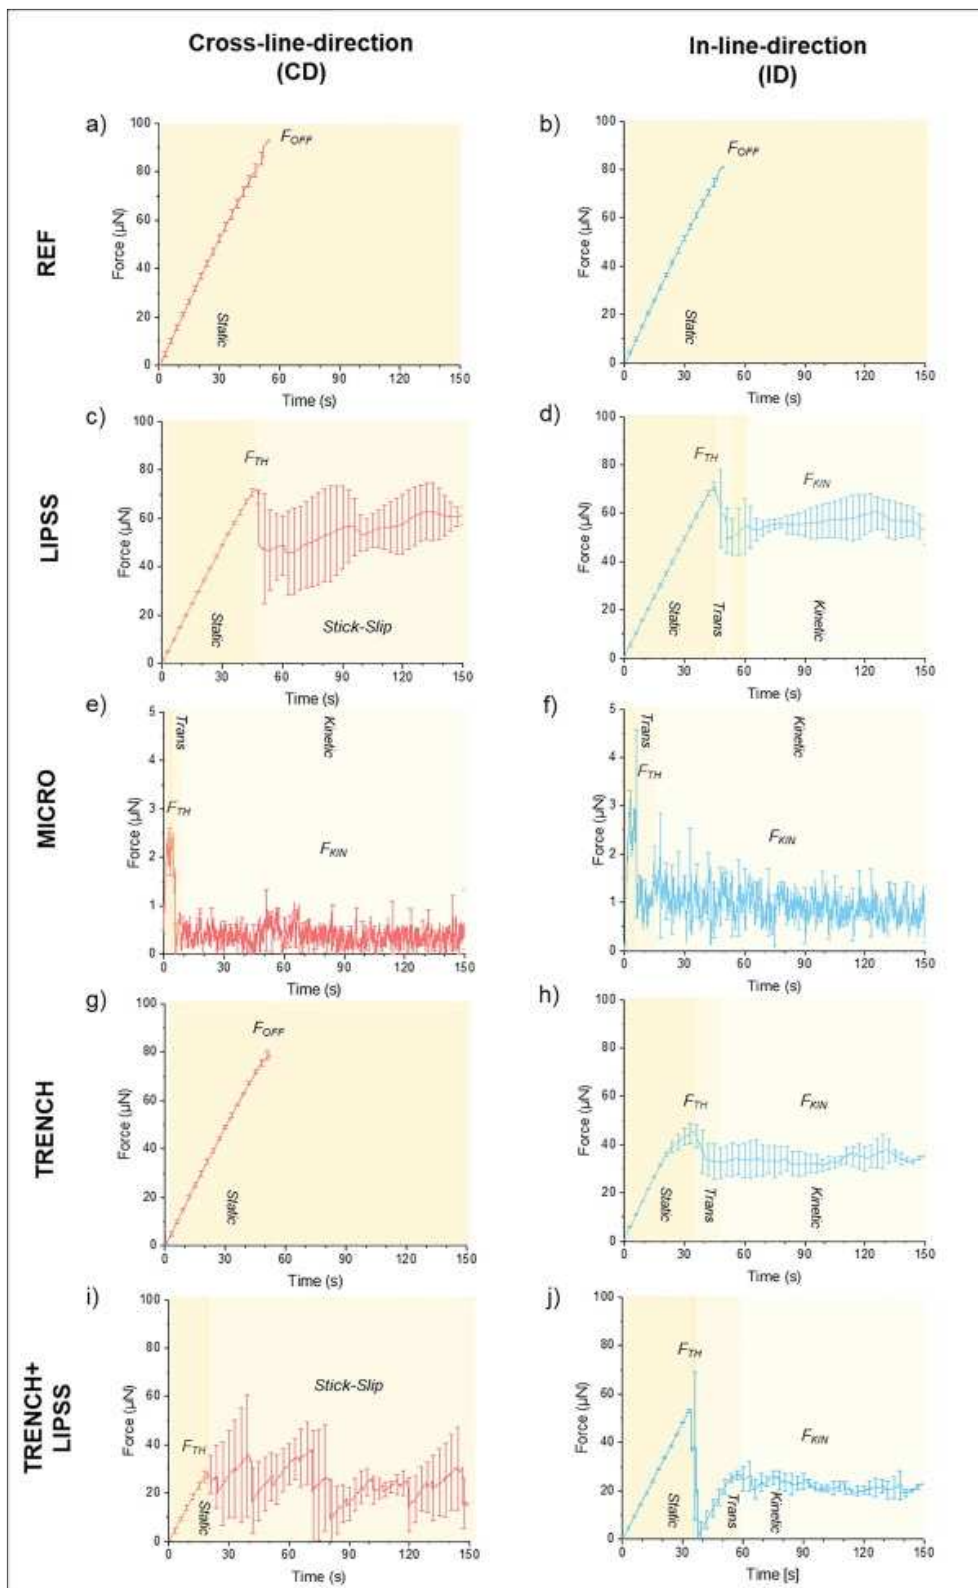 Cross-line-direction
(CD)
In-line-direction
(ID)
REF
a)
100
80
60
40
20
0
Force (µN)
F_OFF
Static
0 30 60 90 120 150
Time (s)
b)
100
80
60
40
20
0
Force (µN)
F_OFF
Static
0 30 60 90 120 150
Time (s)
LIPSS
c)
100
80
60
40
20
0
Force (µN)
F_TH
Static
Stick-Slip
0 30 60 90 120 150
Time (s)
d)
100
80
60
40
20
0
Force (µN)
F_TH
F_KIN
Static
Trans
Kinetic
0 30 60 90 120 150
Time (s)
MICRO
e)
5
4
3
2
1
0
Force (µN)
Trans
Kinetic
F_TH
F_KIN
0 30 60 90 120 150
Time (s)
f)
5
4
3
2
1
0
Force (µN)
Trans
Kinetic
F_TH
F_KIN
0 30 60 90 120 150
Time (s)
TRENCH
g)
100
80
60
40
20
0
Force (µN)
F_OFF
Static
0 30 60 90 120 150
Time (s)
h)
100
80
60
40
20
0
Force (µN)
F_TH
F_KIN
Static
Trans
Kinetic
0 30 60 90 120 150
Time (s)
TRENCH+
LIPSS
i)
100
80
60
40
20
0
Force (µN)
Stick-Slip
F_TH
Static
0 30 60 90 120 150
Time (s)
j)
100
80
60
40
20
0
Force (µN)
F_TH
F_KIN
Static
Trans
Kinetic
0 30 60 90 120 150
Time [s]